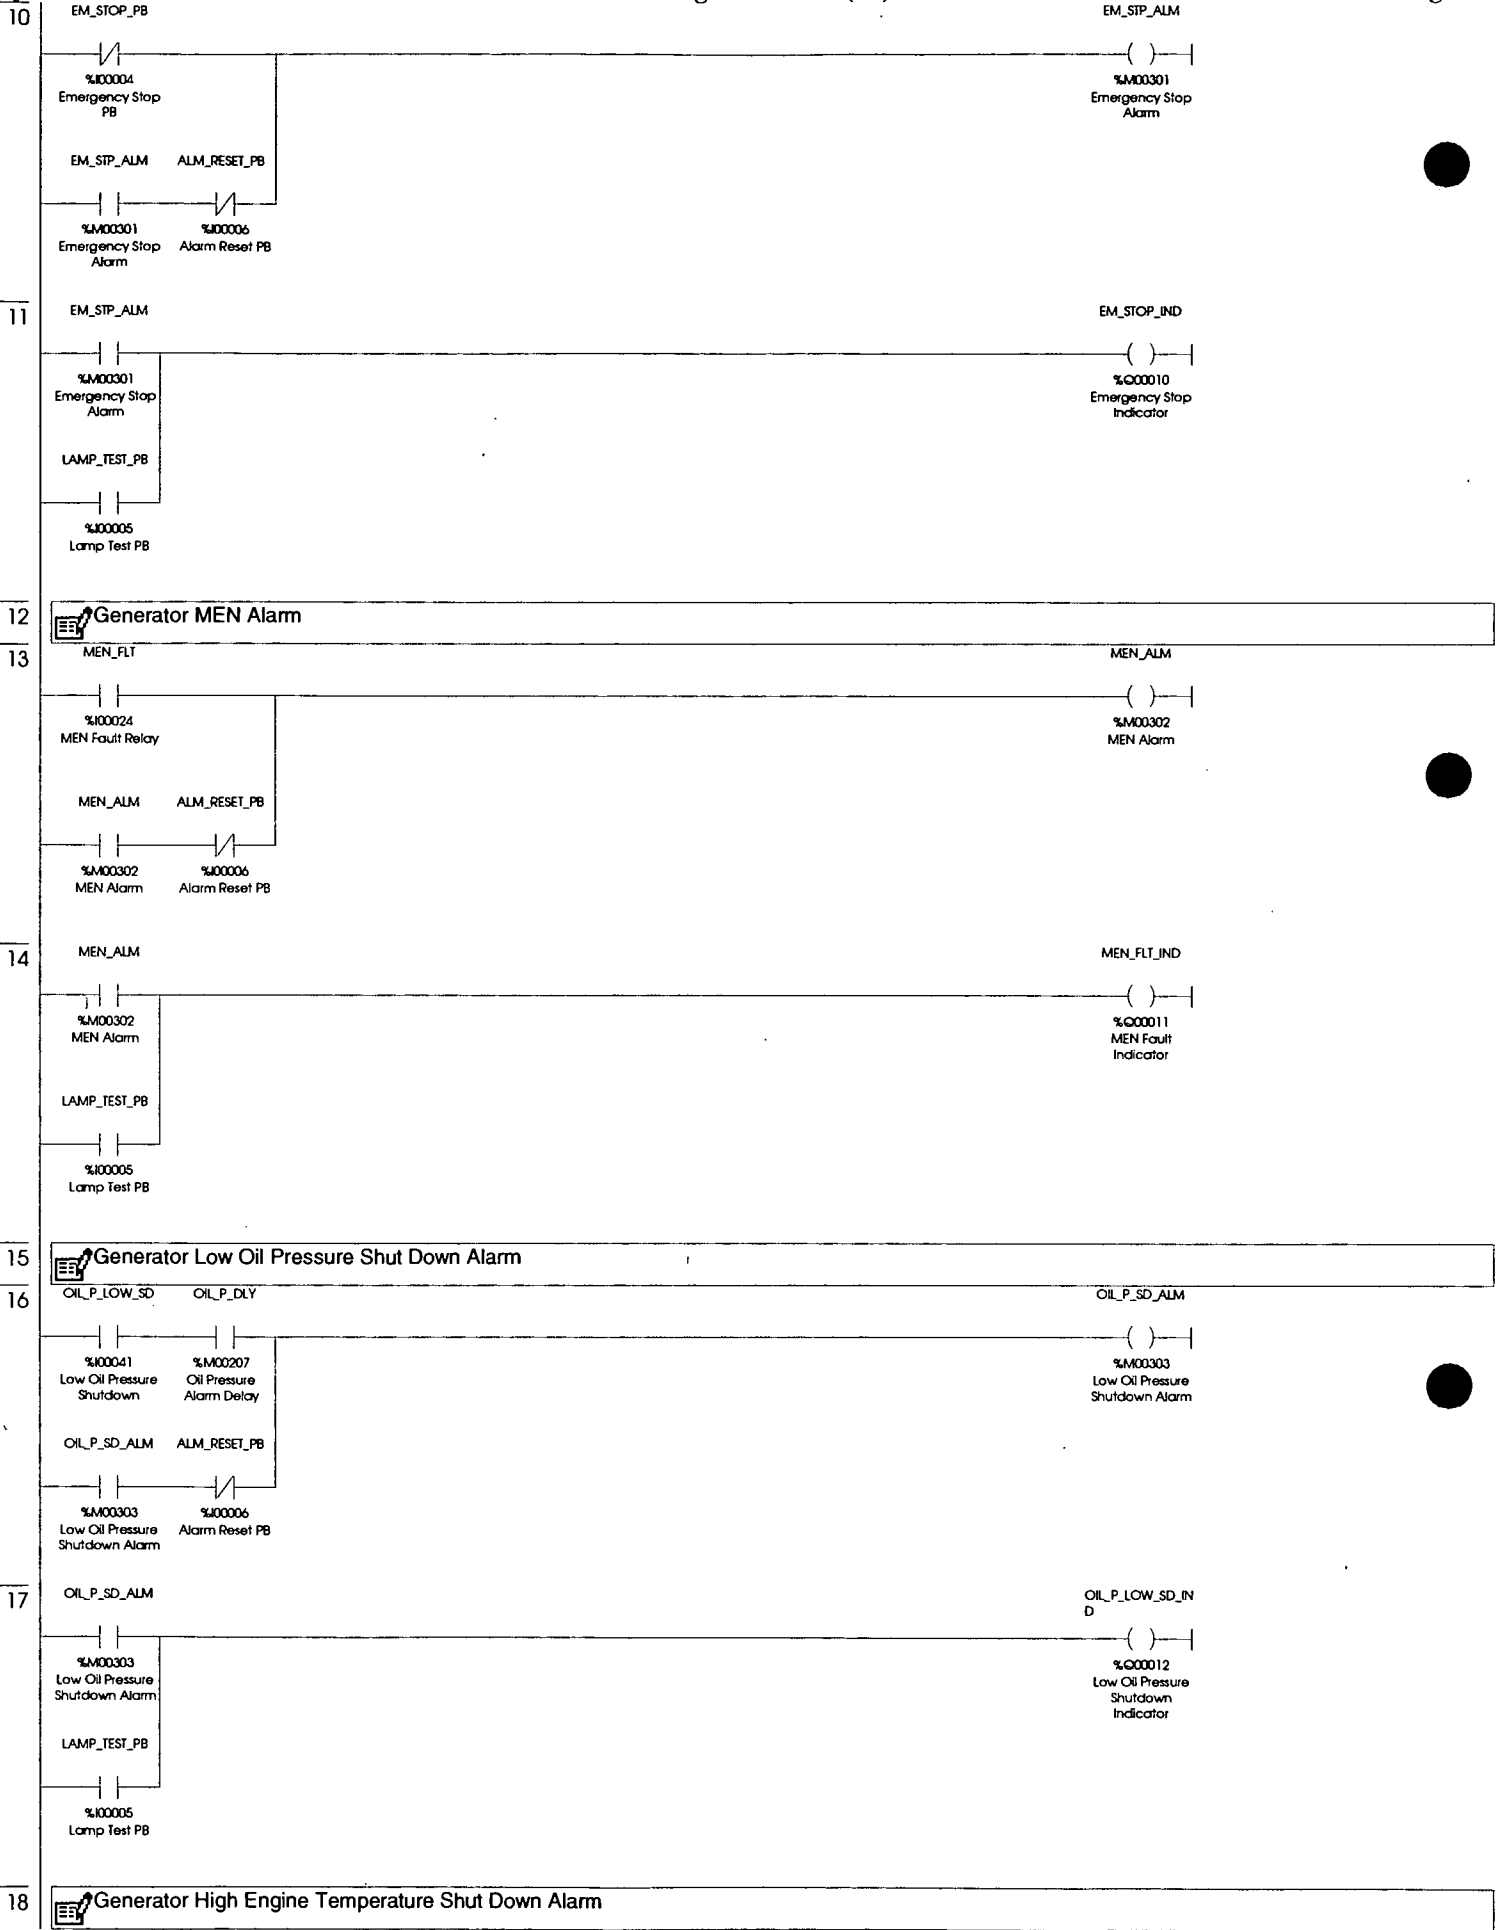 10
EM_STOP_PB
EM_STP_ALM
%I00004
Emergency Stop
PB
%M00301
Emergency Stop
Alarm
EM_STP_ALM ALM_RESET_PB
%M00301 %I00006
Emergency Stop Alarm Reset PB
Alarm
11
EM_STP_ALM
EM_STOP_IND
%M00301
Emergency Stop
Alarm
%Q00010
Emergency Stop
Indicator
LAMP_TEST_PB
%I00005
Lamp Test PB
12
Generator MEN Alarm
13
MEN_FLT
MEN_ALM
%I00024
MEN Fault Relay
%M00302
MEN Alarm
MEN_ALM ALM_RESET_PB
%M00302 %I00006
MEN Alarm Alarm Reset PB
14
MEN_ALM
MEN_FLT_IND
%M00302
MEN Alarm
%Q00011
MEN Fault
Indicator
LAMP_TEST_PB
%I00005
Lamp Test PB
15
Generator Low Oil Pressure Shut Down Alarm
16
OIL_P_LOW_SD OIL_P_DLY
OIL_P_SD_ALM
%I00041 %M00207
Low Oil Pressure Oil Pressure
Shutdown Alarm Delay
%M00303
Low Oil Pressure
Shutdown Alarm
OIL_P_SD_ALM ALM_RESET_PB
%M00303 %I00006
Low Oil Pressure Alarm Reset PB
Shutdown Alarm
17
OIL_P_SD_ALM
OIL_P_LOW_SD_IN
D
%M00303
Low Oil Pressure
Shutdown Alarm
%Q00012
Low Oil Pressure
Shutdown
Indicator
LAMP_TEST_PB
%I00005
Lamp Test PB
18
Generator High Engine Temperature Shut Down Alarm